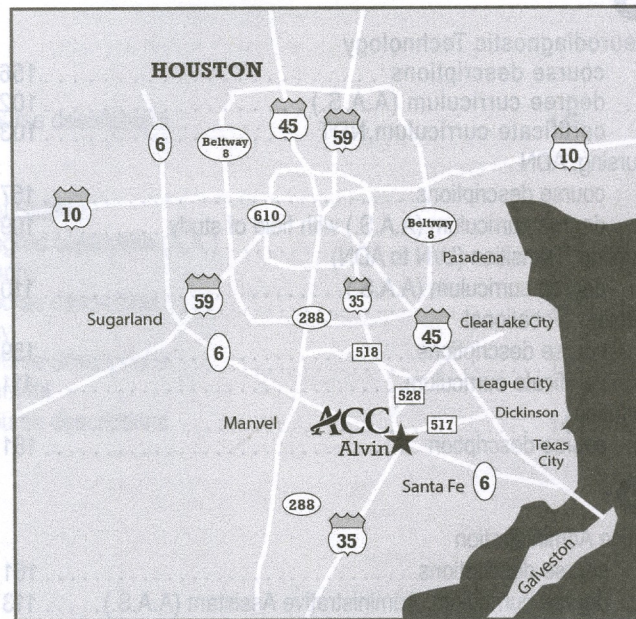 HOUSTON
45
59
6
Beltway
8
10
10
610
Beltway
8
Pasadena
59
35
Sugarland
288
45
Clear Lake City
518
6
League City
528
Dickinson
Manvel
ACC
517
Alvin
Texas
City
Santa Fe
6
288
35
Galveston